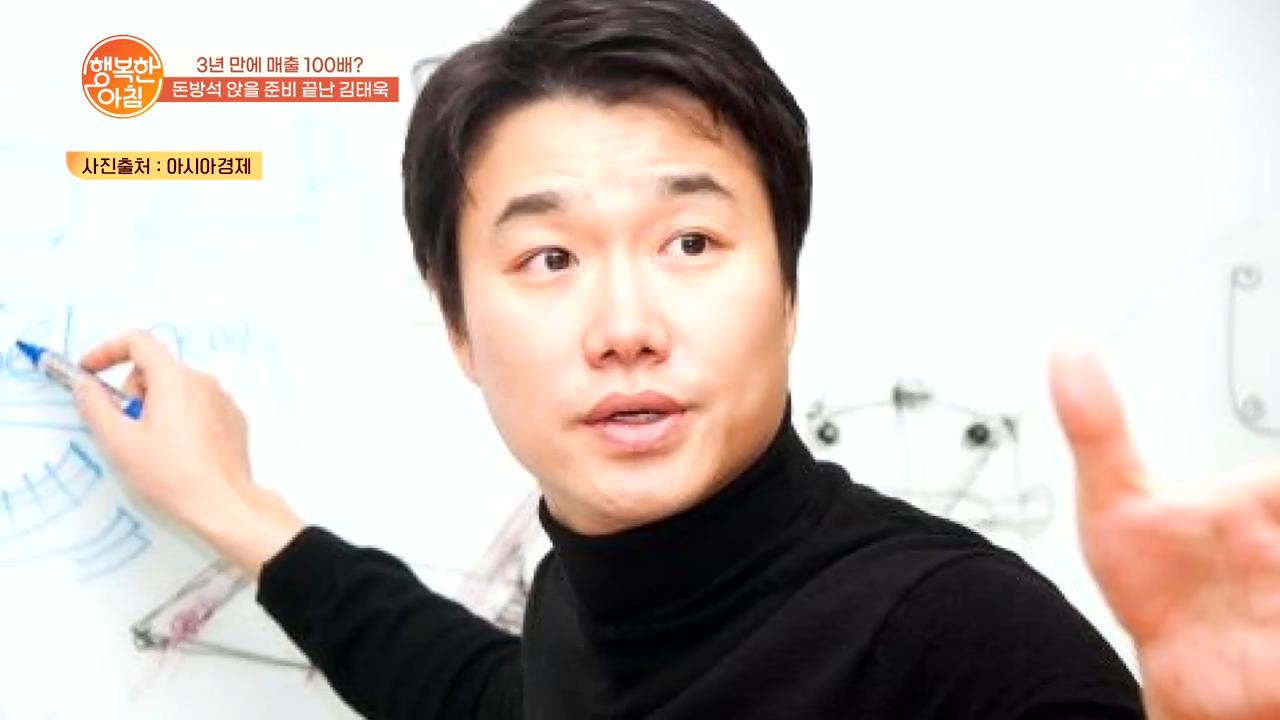 행복한
아침
3년 만에 매출 100배?
돈방석 앉을 준비 끝난 김태욱
사진출처 : 아시아경제